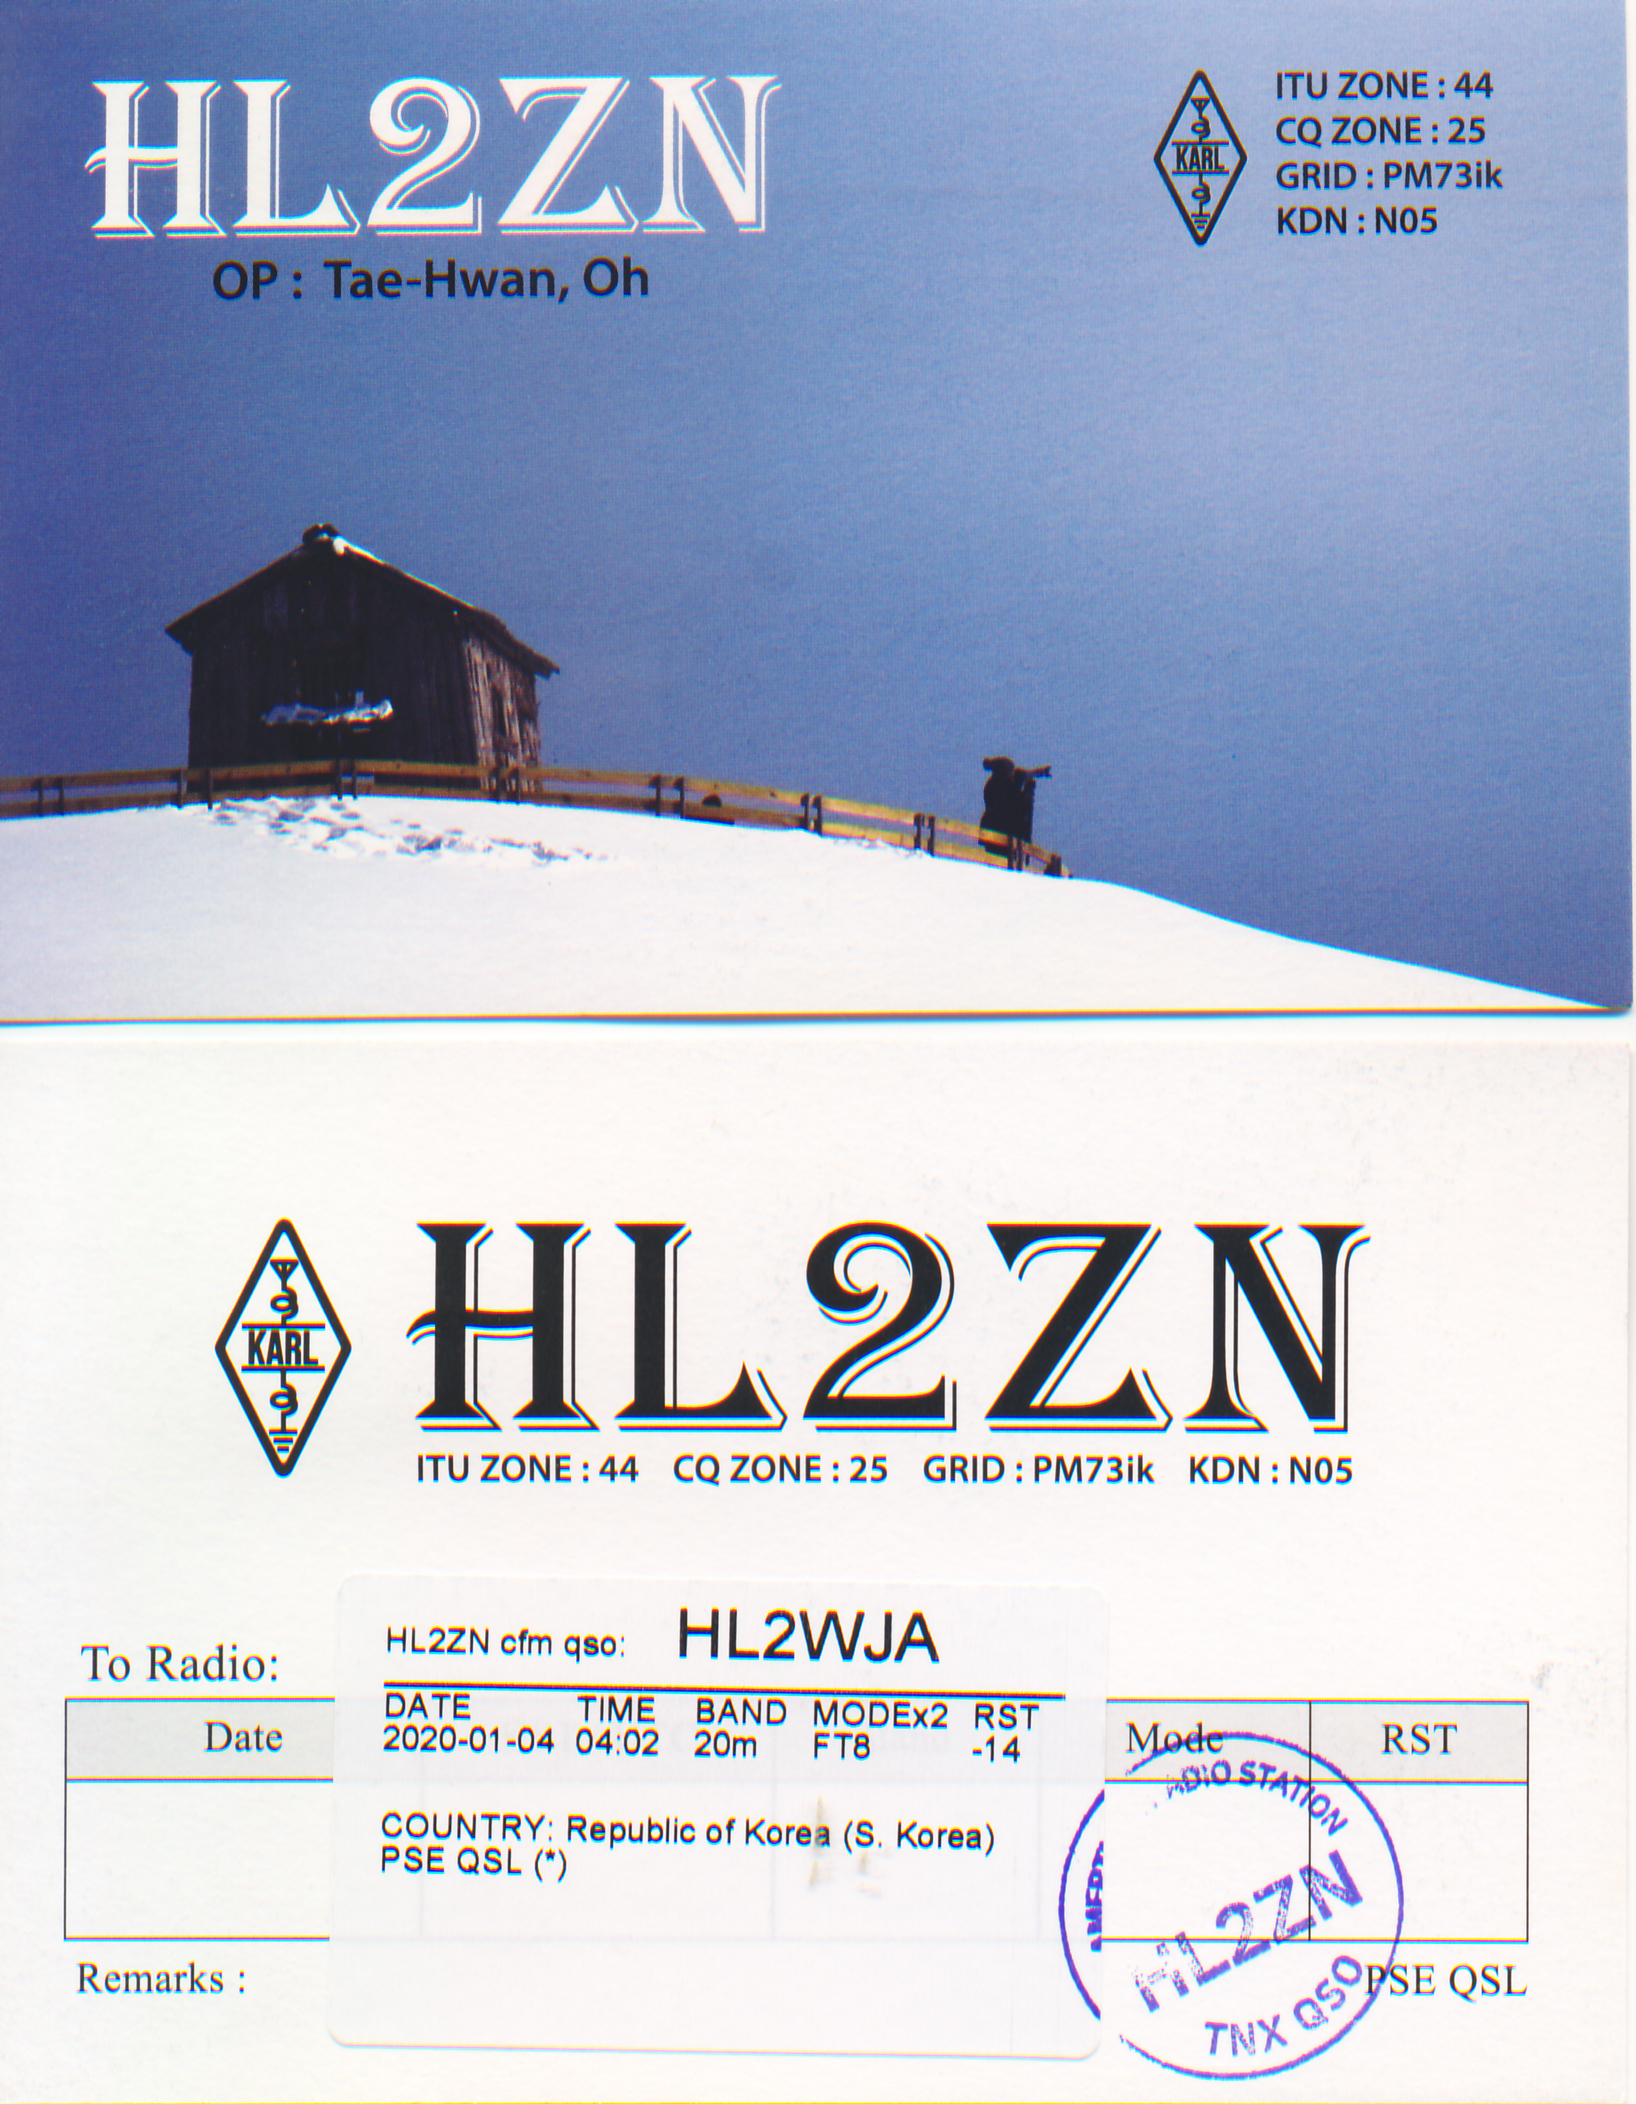 HL2ZN
OP : Tae-Hwan, Oh
KARL
ITU ZONE : 44
CQ ZONE : 25
GRID : PM73ik
KDN : N05
KARL
HL2ZN
ITU ZONE : 44 CQ ZONE : 25 GRID : PM73ik KDN : N05
To Radio:
HL2ZN cfm qso: HL2WJA
DATE TIME BAND MODEx2 RST
2020-01-04 04:02 20m FT8 -14
COUNTRY: Republic of Korea (S. Korea)
PSE QSL (*)
Date Mode RST
STATION
HL2ZN
TNX QSO
Remarks :
PSE QSL